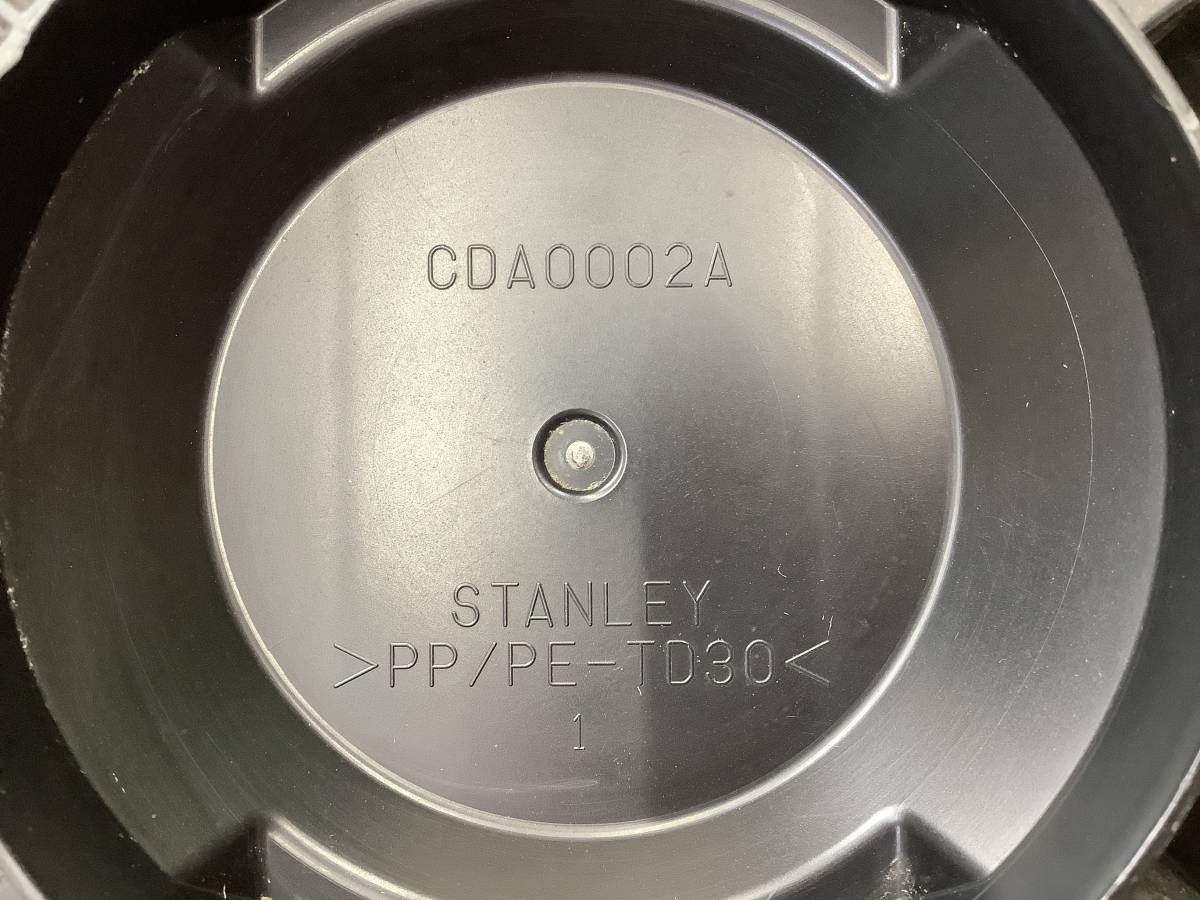 CDA0002A
STANLEY
>PP/PE-TD30<
1